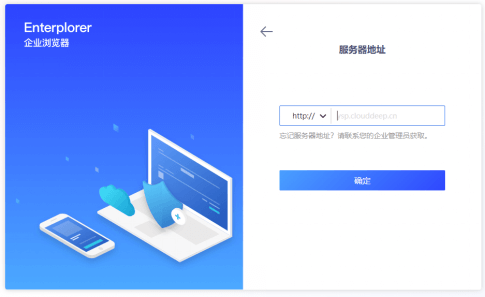 Enterplorer
企业浏览器
服务器地址
http:// jmp.clouddeep.cn
忘记服务器地址？请联系您的企业管理员获取。
确定